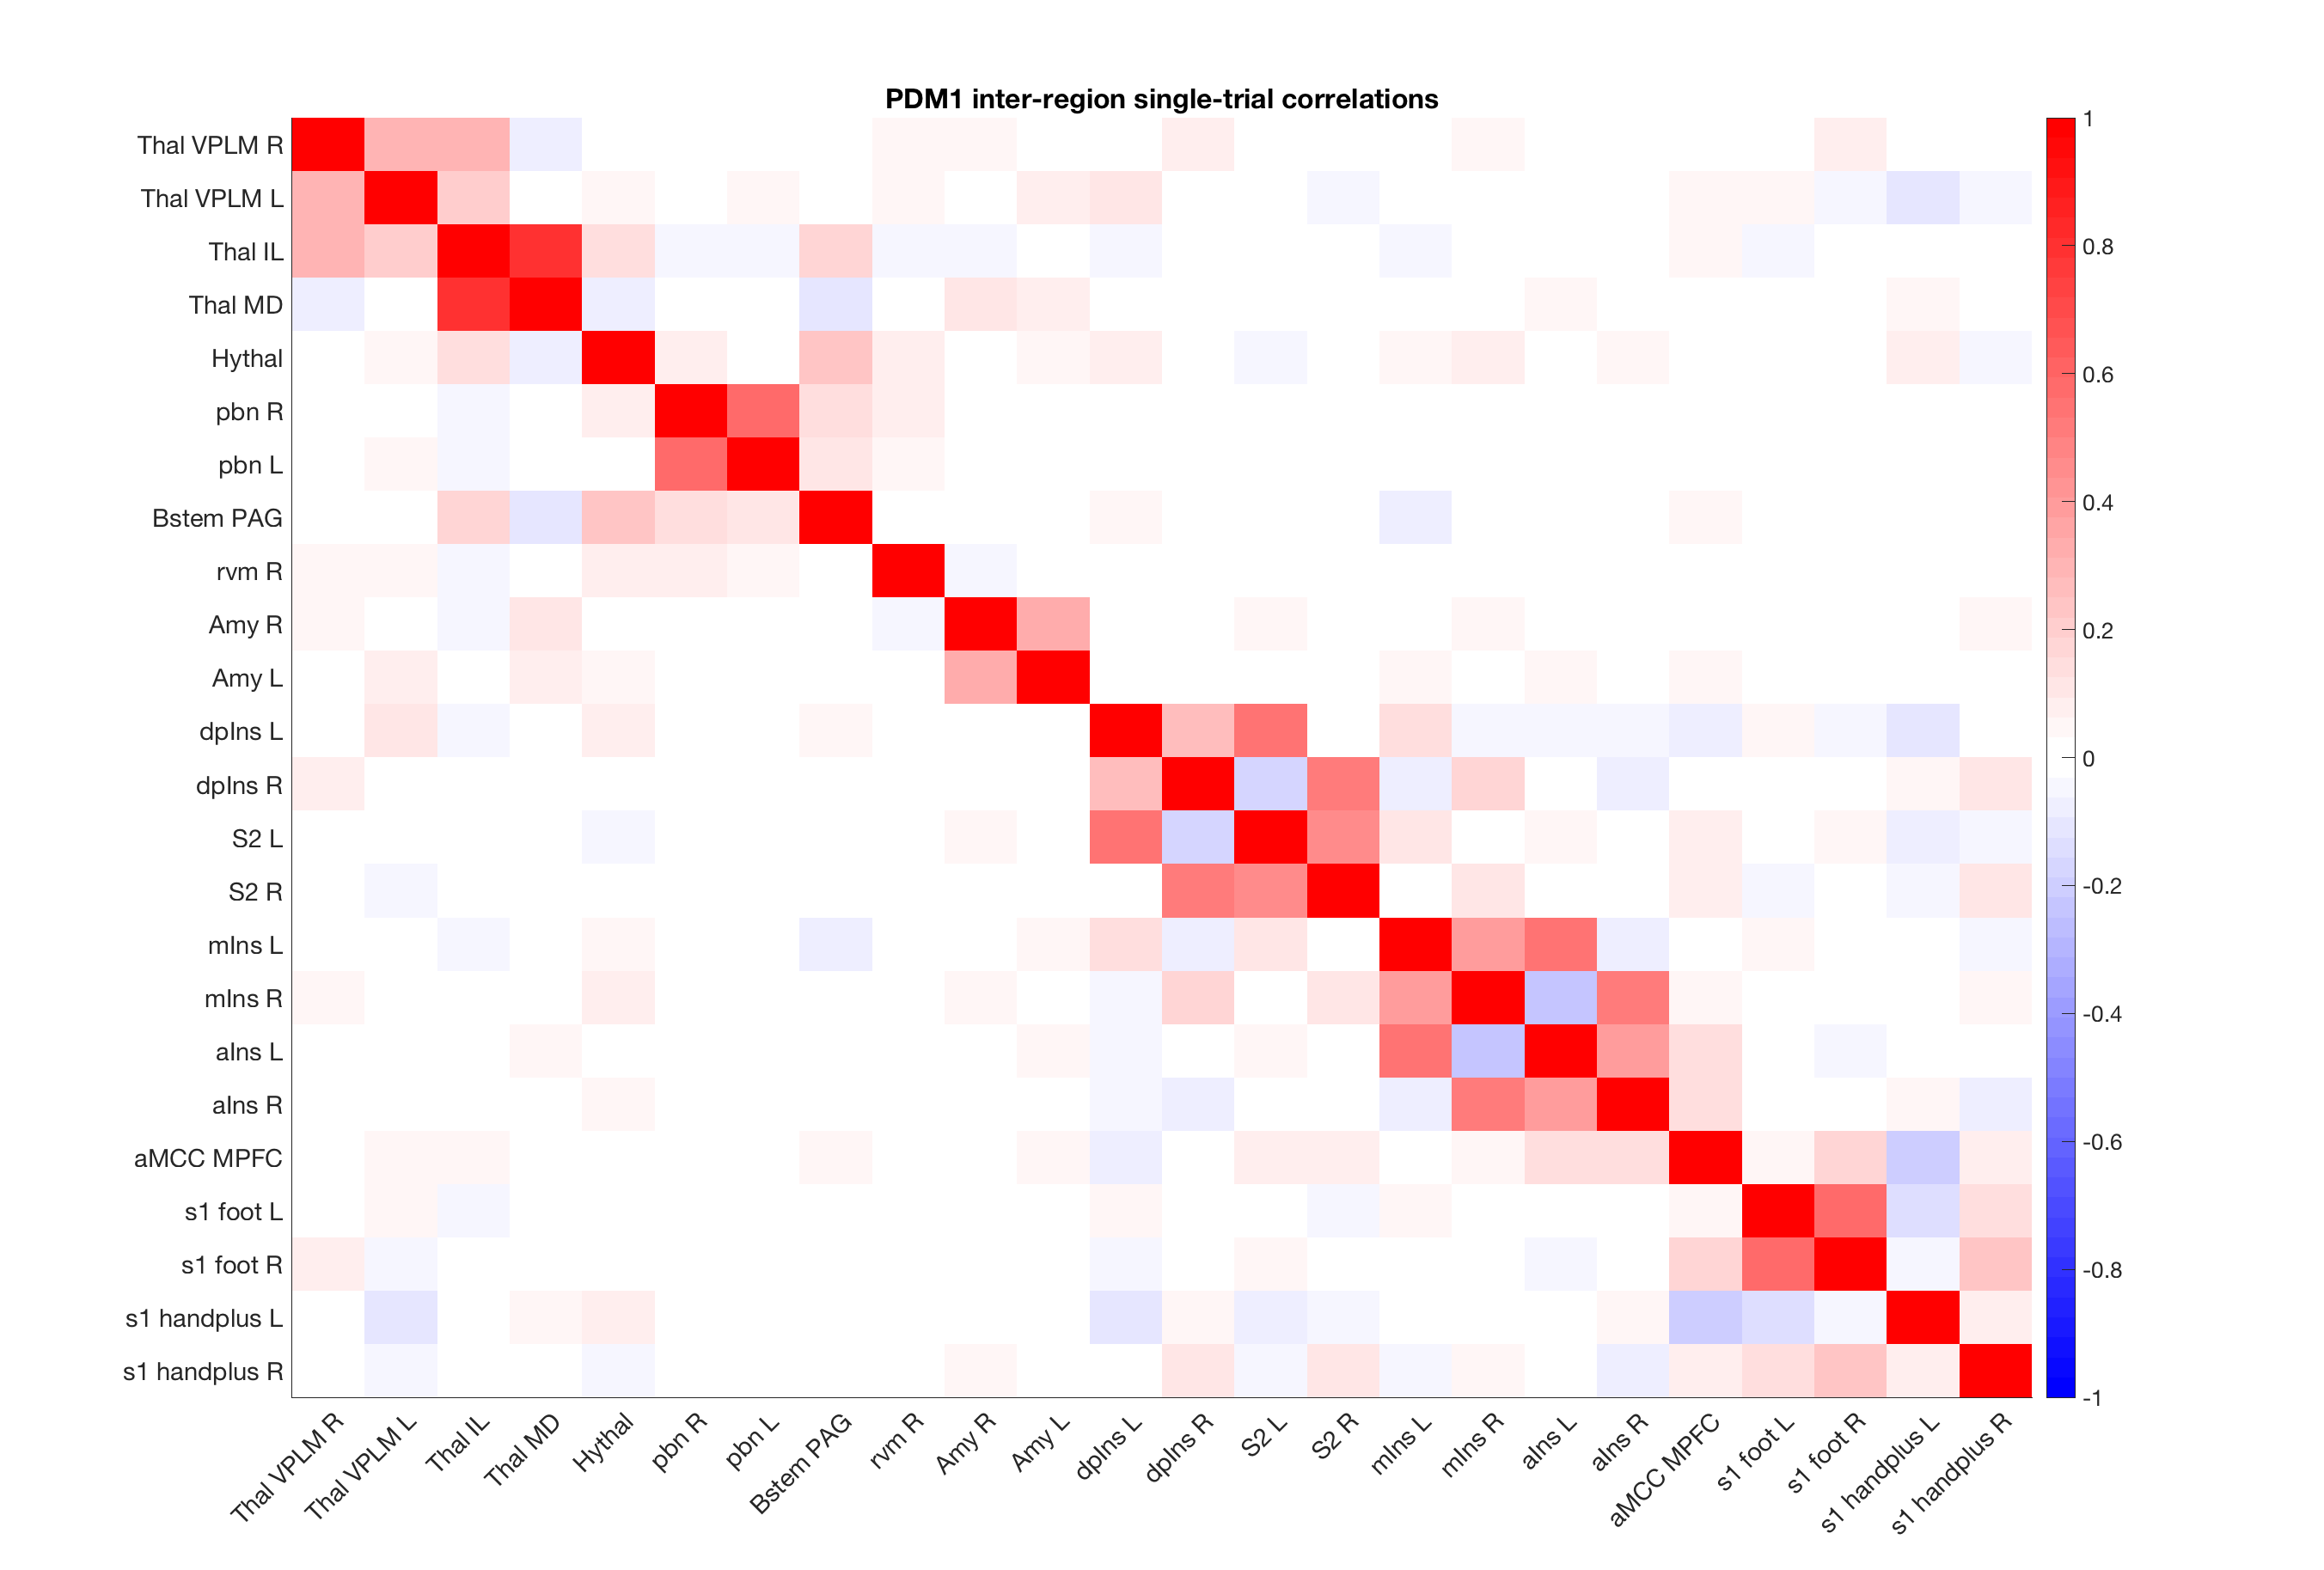 PDM1 inter-region single-trial correlations
Thal VPLM R
Thal VPLM L
Thal IL
Thal MD
Hythal
pbn R
pbn L
Bstem PAG
rvm R
Amy R
Amy L
dpIns L
dpIns R
S2 L
S2 R
mIns L
mIns R
aIns L
aIns R
aMCC MPFC
s1 foot L
s1 foot R
s1 handplus L
s1 handplus R
1
0.8
0.6
0.4
0.2
0
-0.2
-0.4
-0.6
-0.8
-1
Thal VPLM R
Thal VPLM L
Thal IL
Thal MD
Hythal
pbn R
pbn L
Bstem PAG
rvm R
Amy R
Amy L
dpIns L
dpIns R
S2 L
S2 R
mIns L
mIns R
aIns L
aIns R
aMCC MPFC
s1 foot L
s1 foot R
s1 handplus L
s1 handplus R